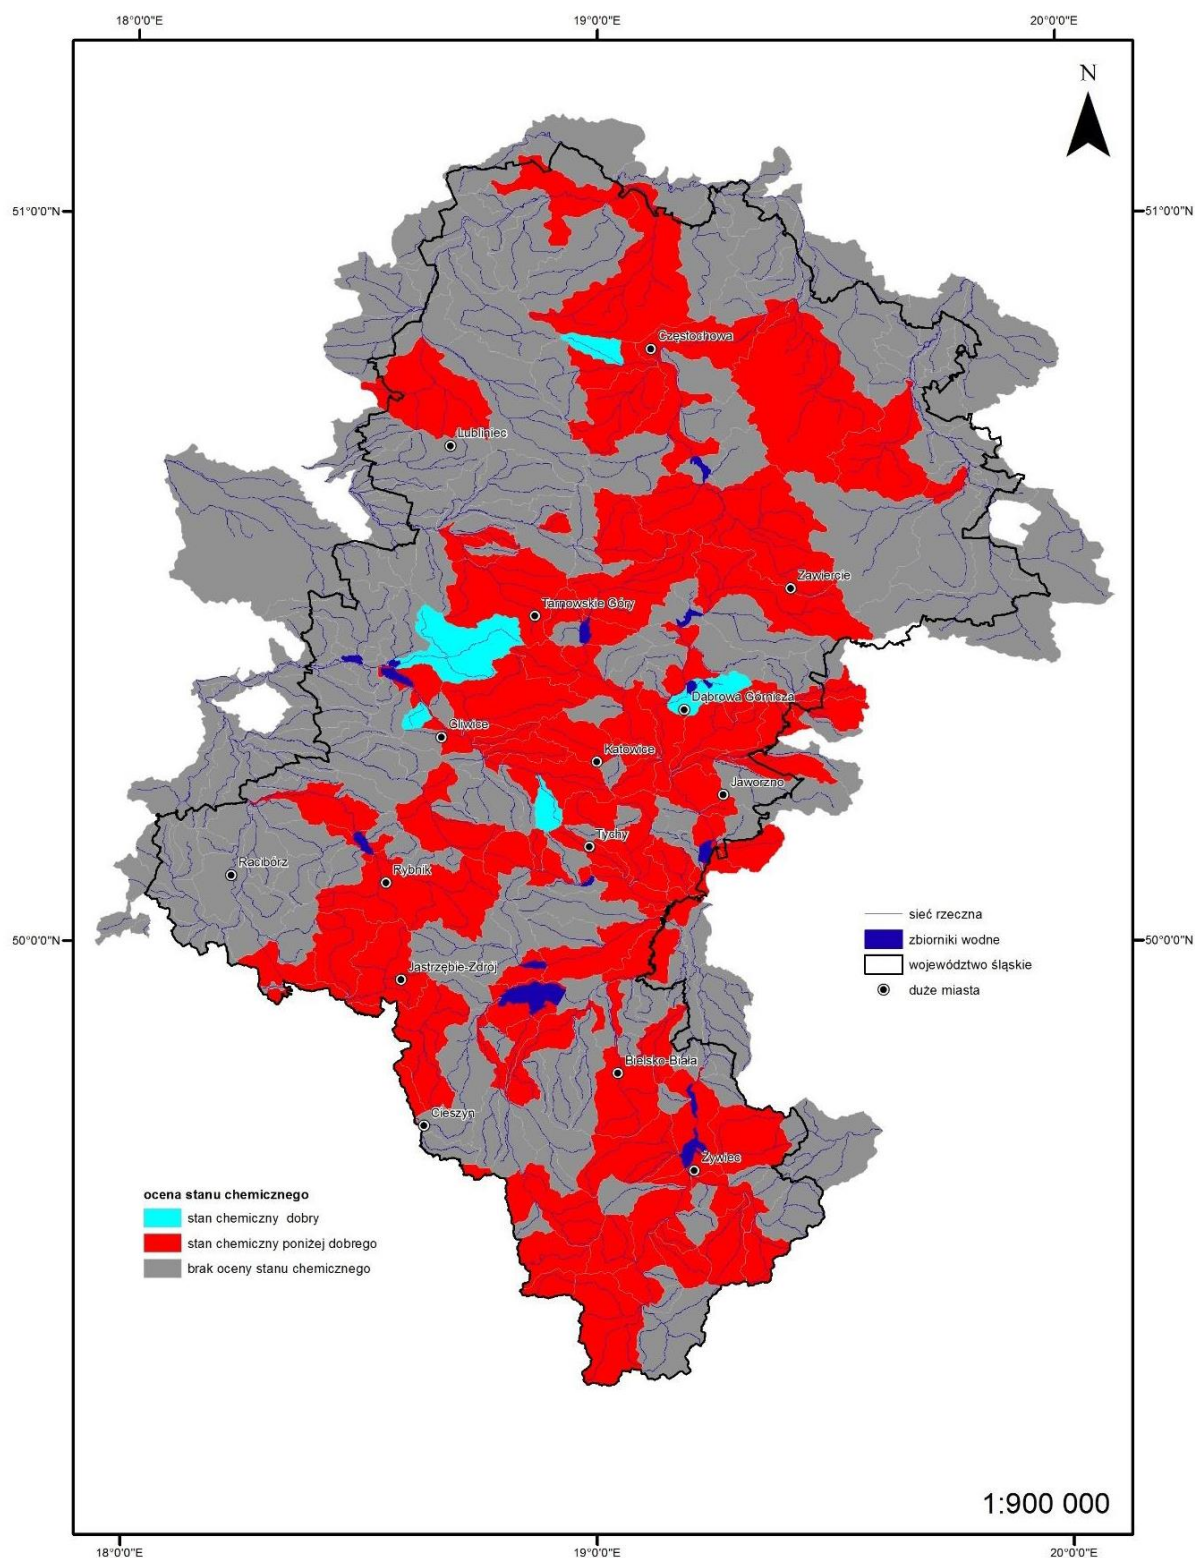 18°0'0"E
19°0'0"E
20°0'0"E
N
51°0'0"N
51°0'0"N
Częstochowa
Lubliniec
Zawiercie
Tarnowskie Góry
Dąbrowa Górnicza
Gliwice
Katowice
Jaworzno
Tychy
Racibórz
Rybnik
sieć rzeczna
50°0'0"N
zbiorniki wodne
50°0'0"N
województwo śląskie
Jastrzębie-Zdrój
duże miasta
Bielsko-Biała
Cieszyn
Żywiec
ocena stanu chemicznego
stan chemiczny dobry
stan chemiczny poniżej dobrego
brak oceny stanu chemicznego
1:900 000
18°0'0"E
19°0'0"E
20°0'0"E